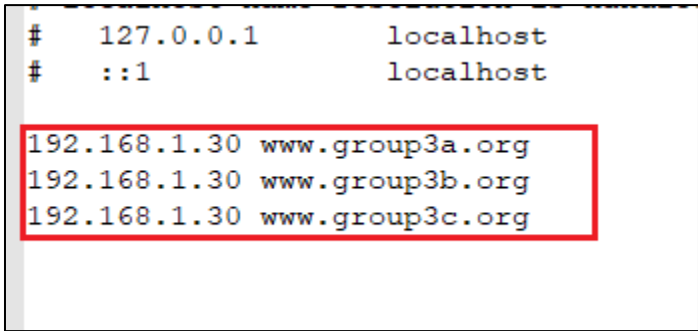 #   127.0.0.1       localhost
#   ::1             localhost
192.168.1.30 www.group3a.org
192.168.1.30 www.group3b.org
192.168.1.30 www.group3c.org